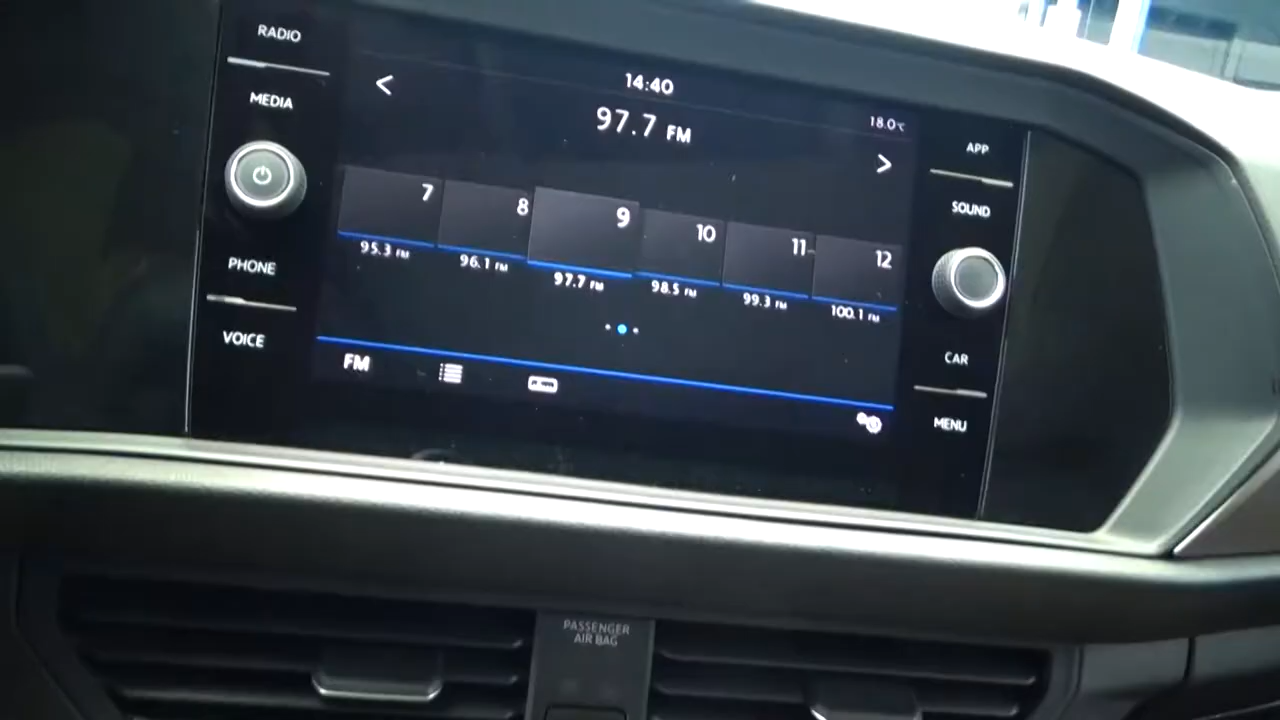 RADIO
MEDIA
PHONE
VOICE
14:40
97.7 FM
18.0°C
7 8 9 10 11 12
95.3 FM 96.1 FM 97.7 FM 98.5 FM 99.3 FM 100.1 FM
FM
APP
SOUND
CAR
MENU
PASSENGER
AIR BAG